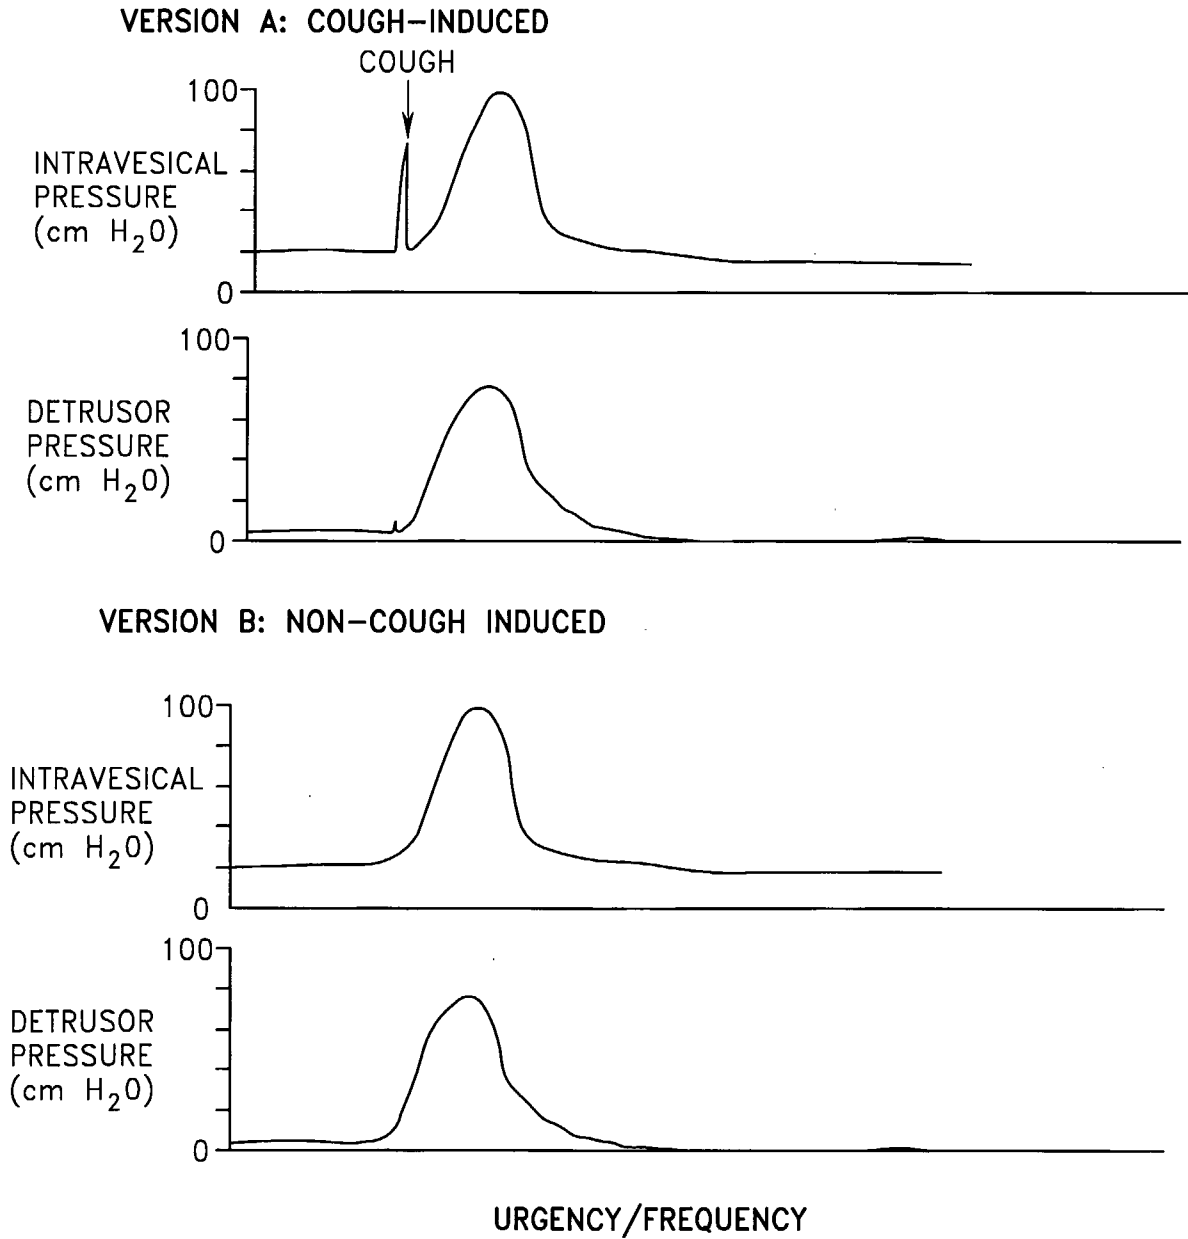 VERSION A: COUGH-INDUCED
COUGH
100
INTRAVESICAL
PRESSURE
(cm H2O)
0
100
DETRUSOR
PRESSURE
(cm H2O)
0
VERSION B: NON-COUGH INDUCED
100
INTRAVESICAL
PRESSURE
(cm H2O)
0
100
DETRUSOR
PRESSURE
(cm H2O)
0
URGENCY/FREQUENCY